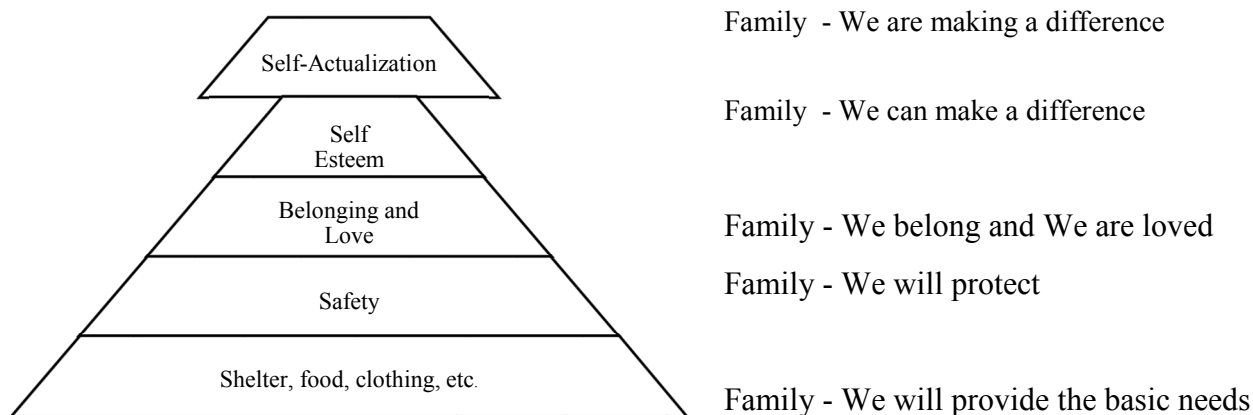 Family - We are making a difference
Self-Actualization
Family - We can make a difference
Self
Esteem
Belonging and
Love
Family - We belong and We are loved
Family - We will protect
Safety
Shelter, food, clothing, etc.
Family - We will provide the basic needs